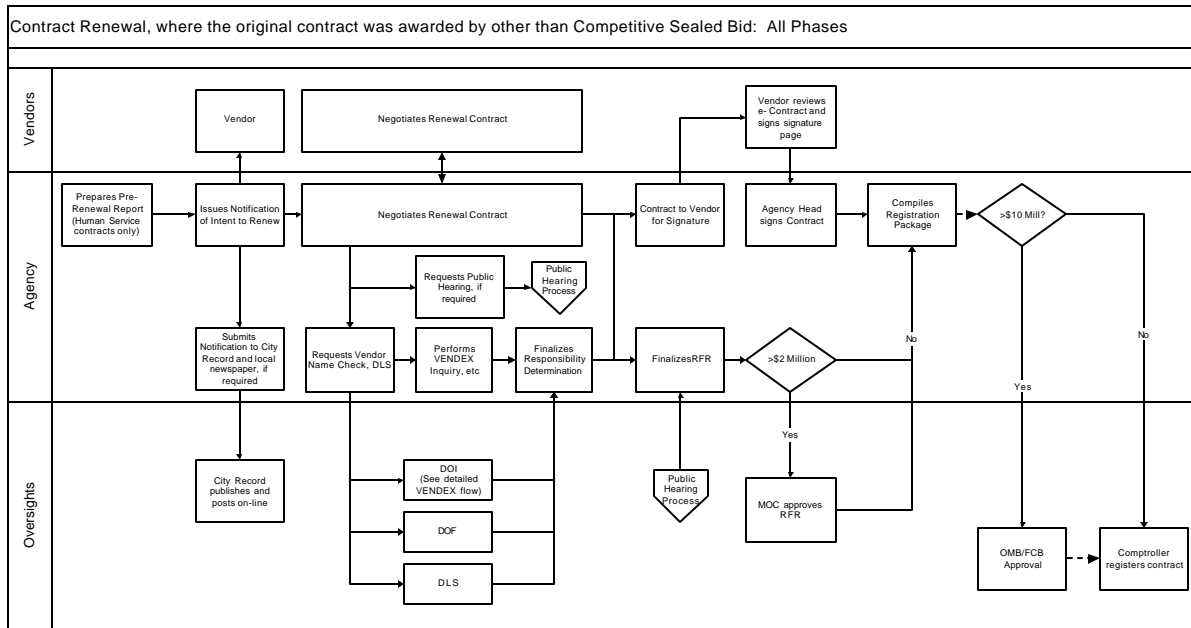 Contract Renewal, where the original contract was awarded by other than Competitive Sealed Bid: All Phases
Vendors
Vendor
Negotiates Renewal Contract
Vendor reviews
e- Contract and
signs signature
page
Agency
Prepares Pre-
Renewal Report
(Human Service
contracts only)
Issues Notification
of Intent to Renew
Negotiates Renewal Contract
Contract to Vendor
for Signature
Agency Head
signs Contract
Compiles
Registration
Package
>$10 Mill?
Requests Public
Hearing, if
required
Public
Hearing
Process
Submits
Notification to City
Record and local
newspaper, if
required
Requests Vendor
Name Check, DLS
Performs
VENDEX
Inquiry, etc
Finalizes
Responsibility
Determination
FinalizesRFR
>$2 Million
No
No
Yes
Oversights
City Record
publishes and
posts on-line
DOI
(See detailed
VENDEX flow)
DOF
DLS
Public
Hearing
Process
Yes
MOC approves
RFR
OMB/FCB
Approval
Comptroller
registers contract